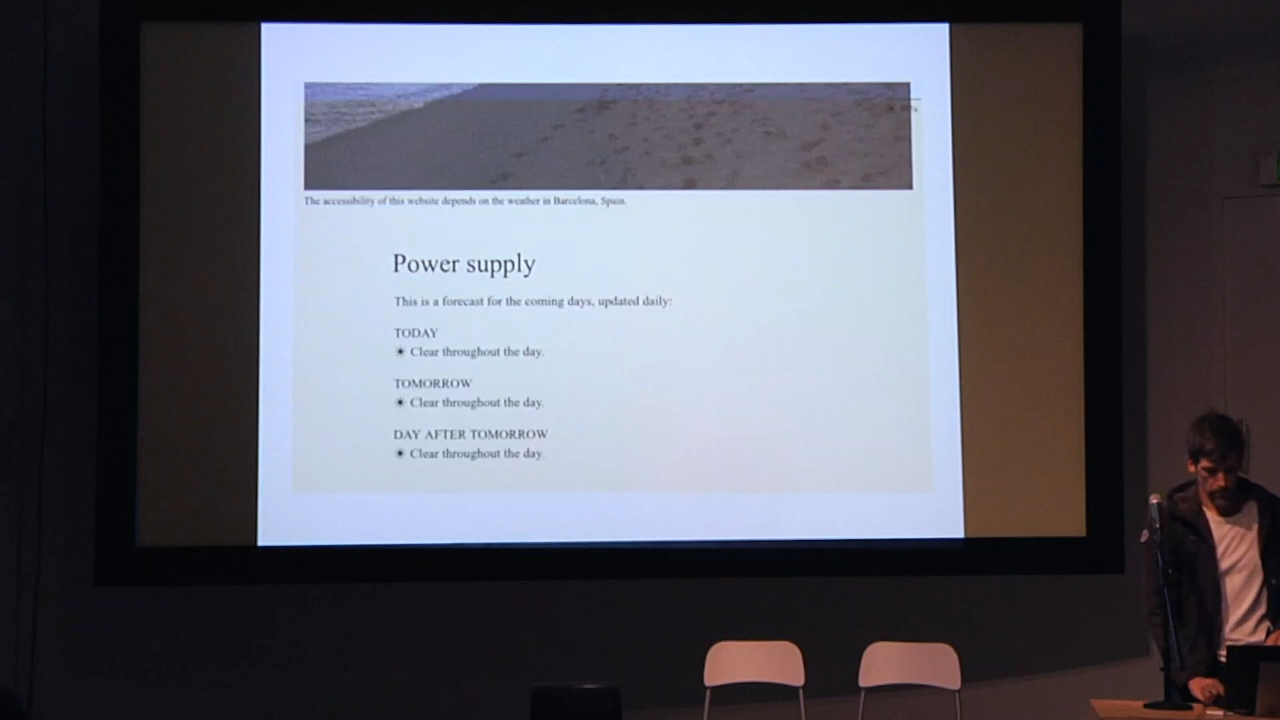 The accessibility of this website depends on the weather in Barcelona, Spain.
Power supply
This is a forecast for the coming days, updated daily:
TODAY
☀ Clear throughout the day.
TOMORROW
☀ Clear throughout the day.
DAY AFTER TOMORROW
☀ Clear throughout the day.